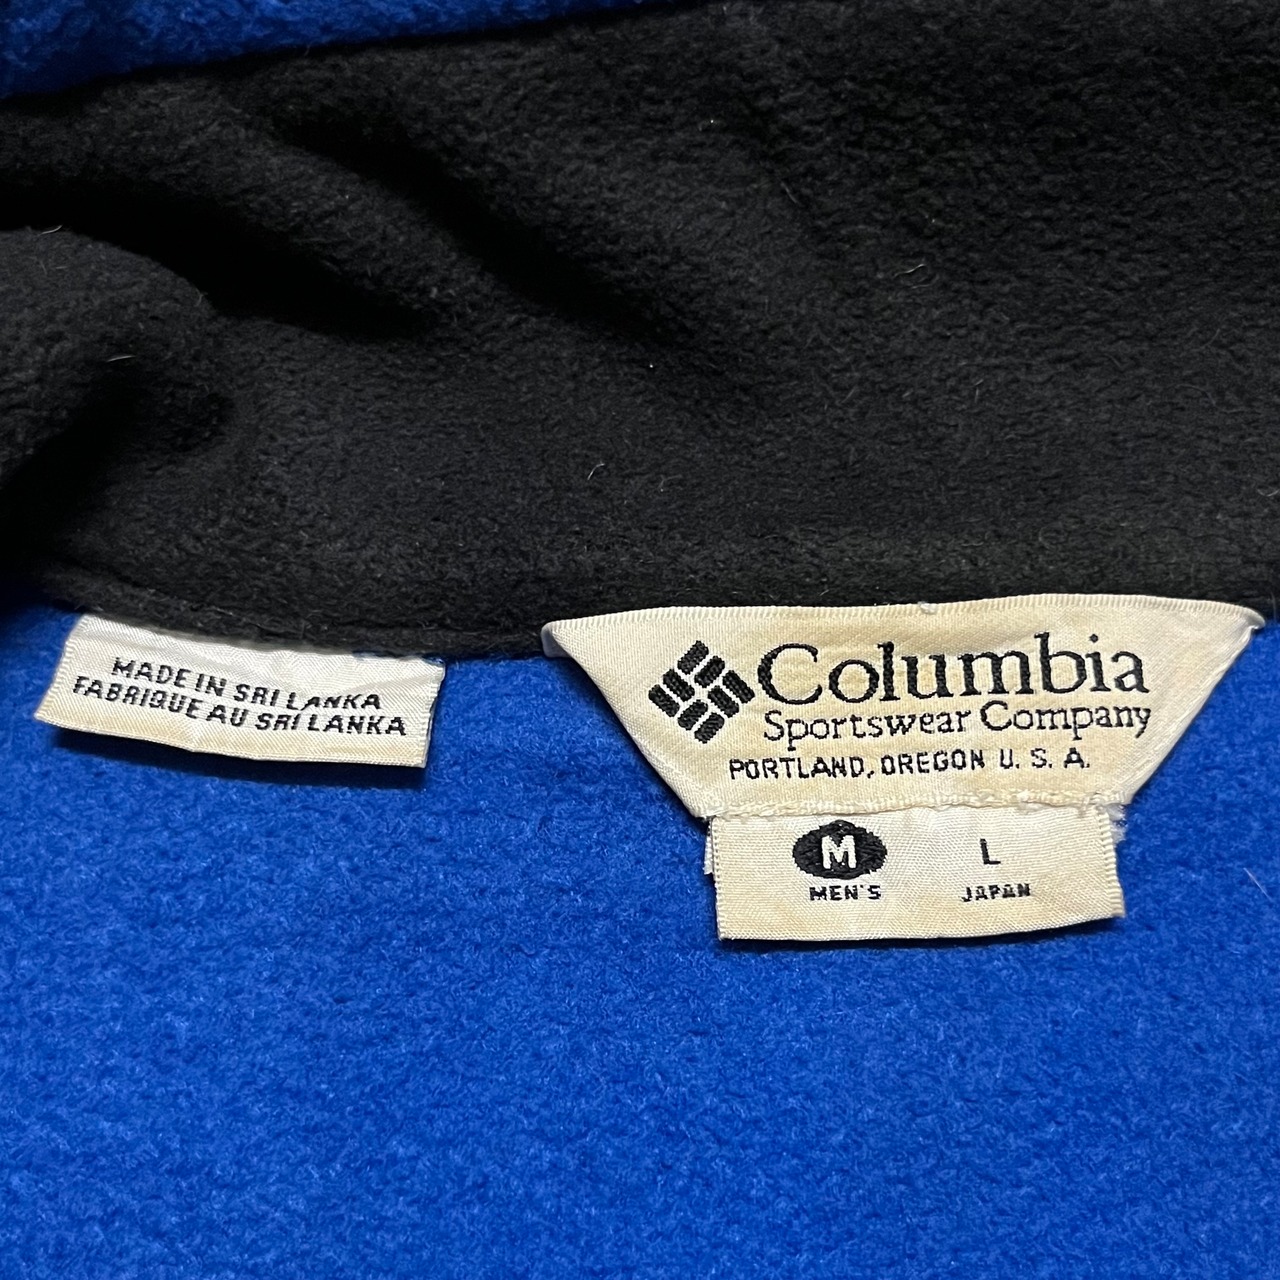 MADE IN SRI LANKA
FABRIQUE AU SRI LANKA
Columbia
Sportswear Company
PORTLAND, OREGON U. S. A.
M L
MEN'S JAPAN